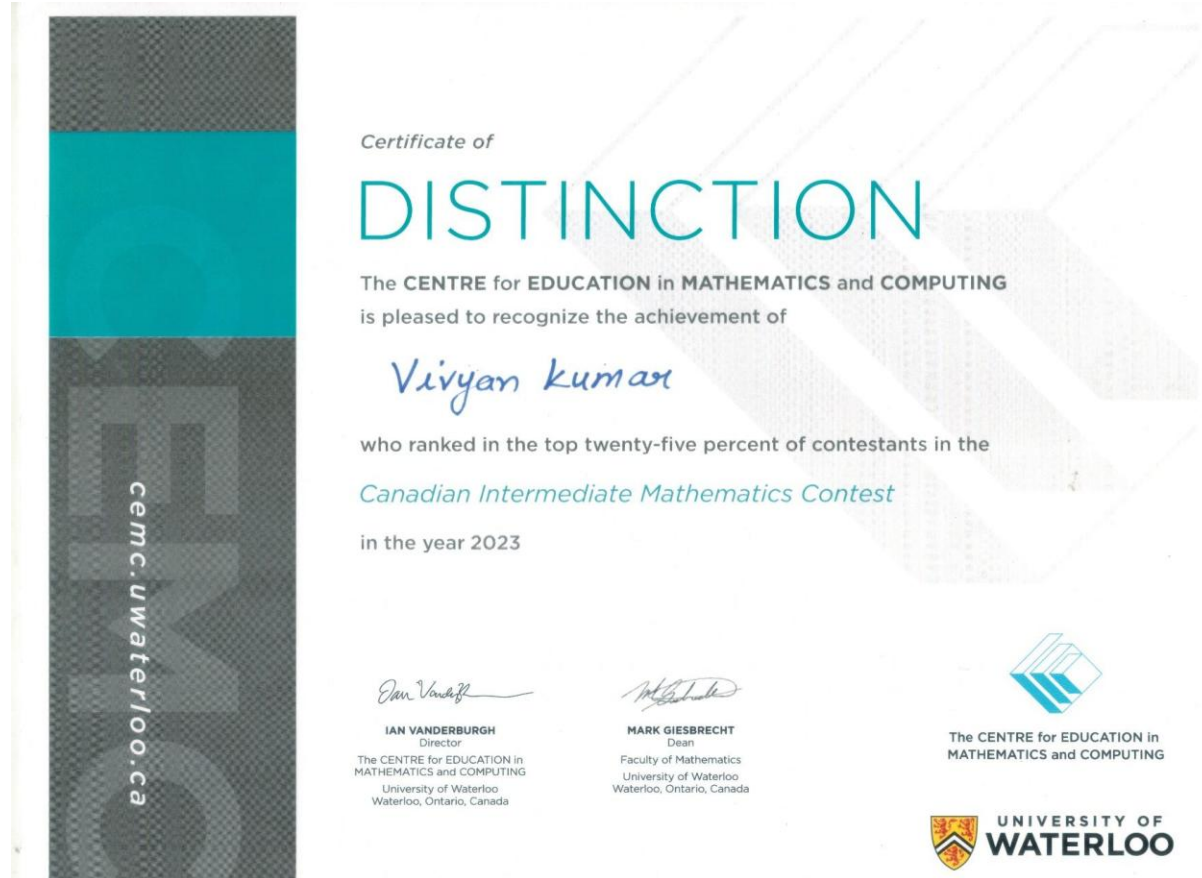 Certificate of
DISTINCTION
The CENTRE for EDUCATION in MATHEMATICS and COMPUTING
is pleased to recognize the achievement of
Vivyan Kumar
who ranked in the top twenty-five percent of contestants in the
Canadian Intermediate Mathematics Contest
in the year 2023
CEMC
cemc.uwaterloo.ca
IAN VANDERBURGH
Director
The CENTRE for EDUCATION in
MATHEMATICS and COMPUTING
University of Waterloo
Waterloo, Ontario, Canada
MARK GIESBRECHT
Dean
Faculty of Mathematics
University of Waterloo
Waterloo, Ontario, Canada
The CENTRE for EDUCATION in
MATHEMATICS and COMPUTING
UNIVERSITY OF
WATERLOO